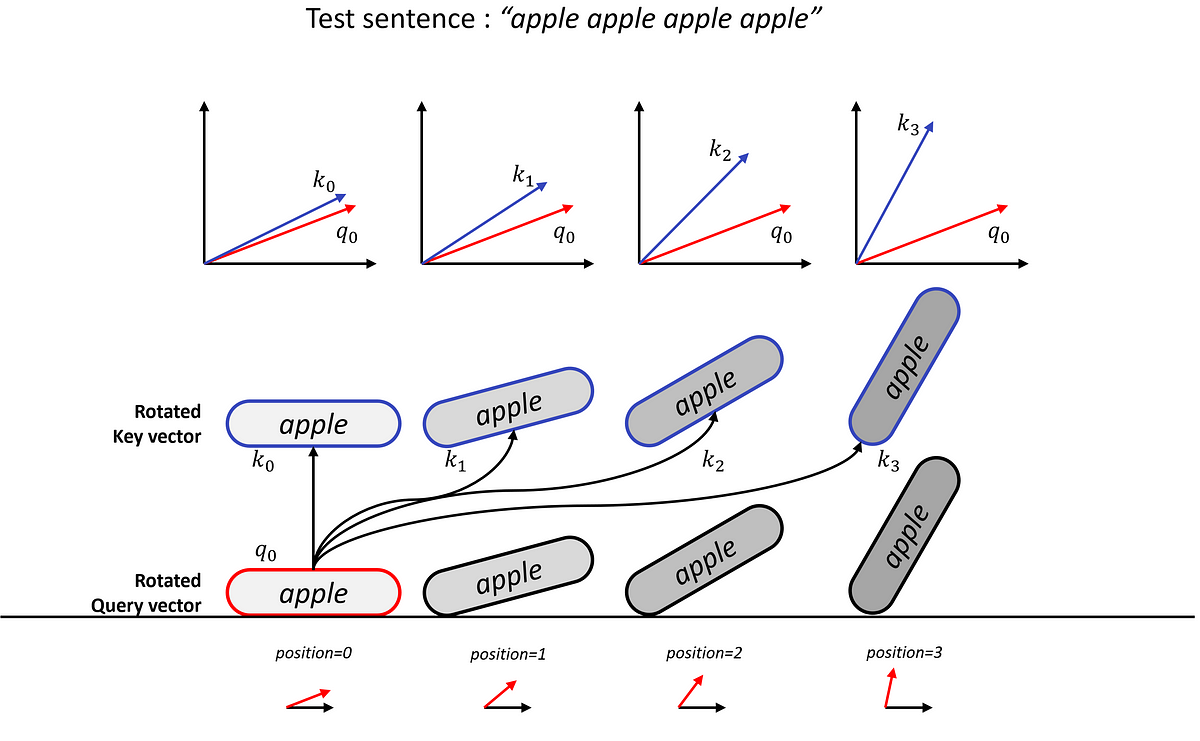 Test sentence : “apple apple apple apple”
k₀
q₀
k₁
q₀
k₂
q₀
k₃
q₀
Rotated
Key vector
apple
apple
apple
apple
k₀
k₁
k₂
k₃
q₀
Rotated
Query vector
apple
apple
apple
apple
position=0
position=1
position=2
position=3